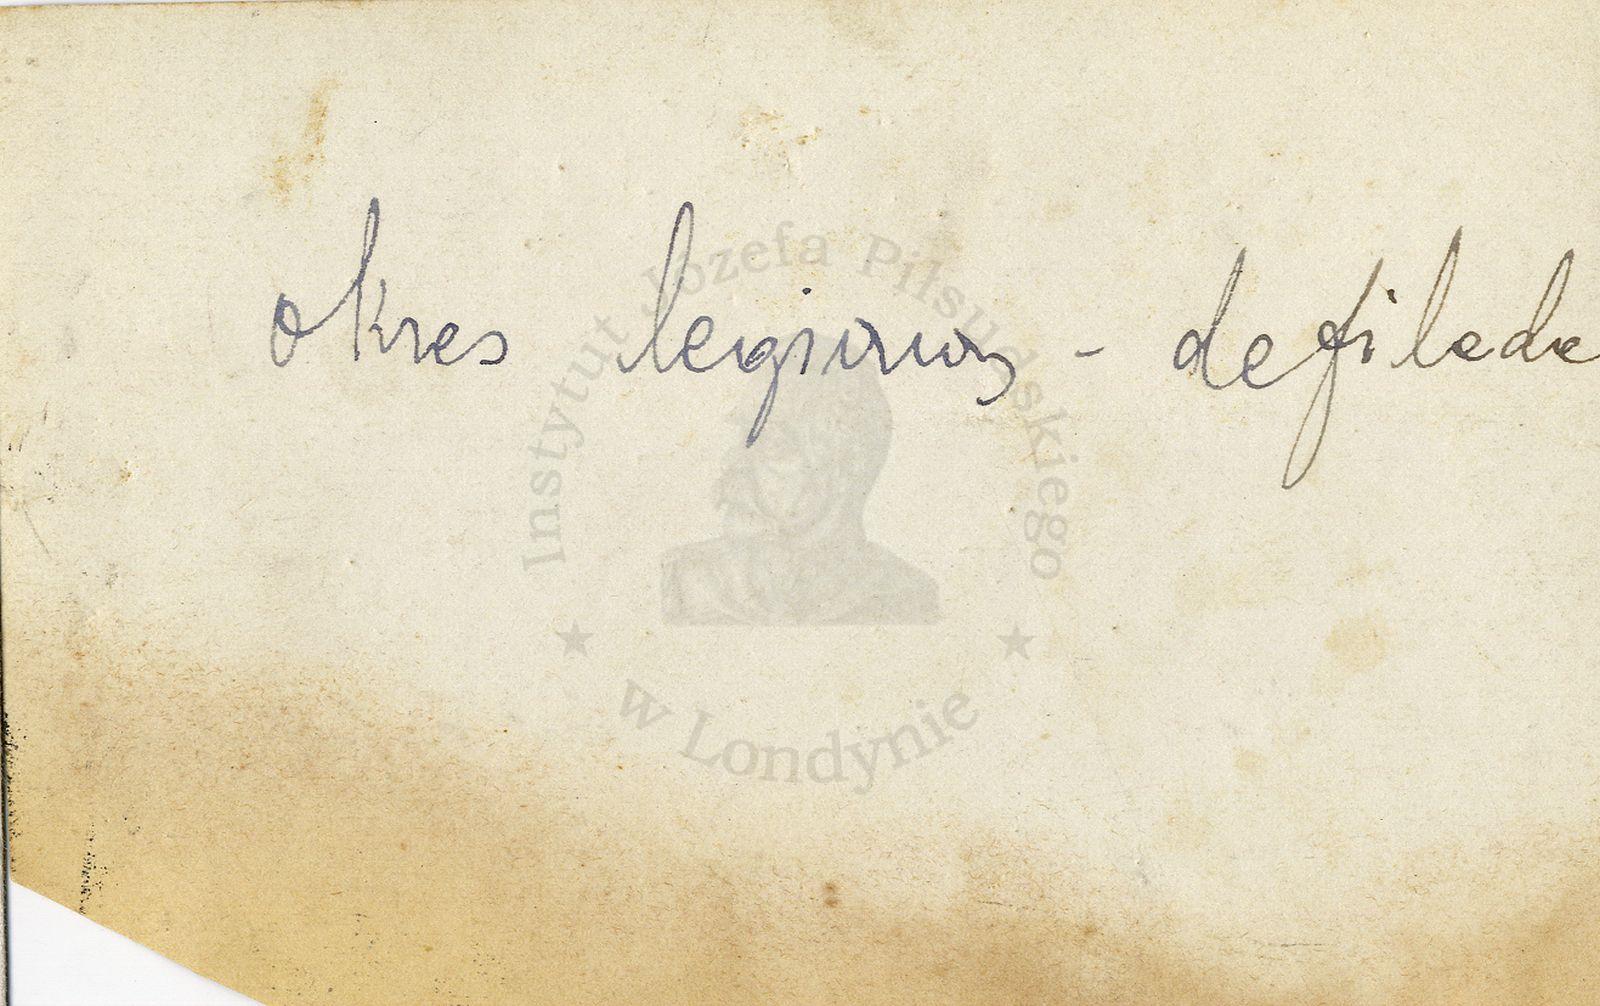 okres legionowy - defilada
Instytut Józefa Piłsudskiego
w Londynie